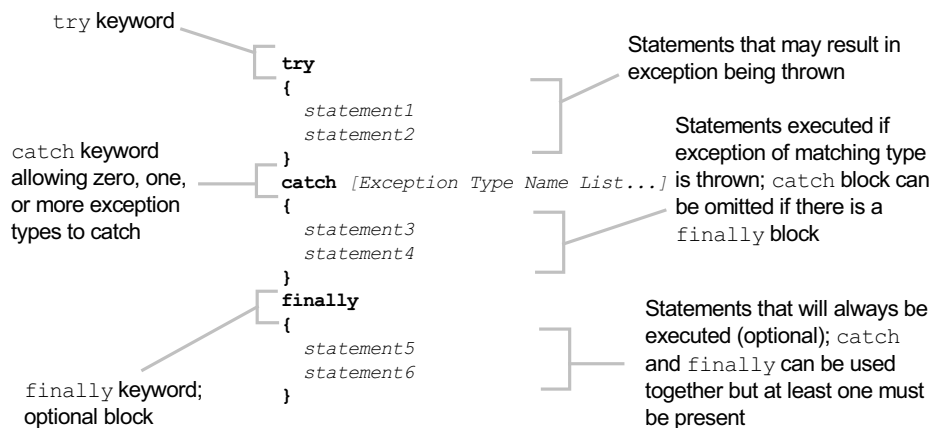 try keyword
try
{
statement1
statement2
}
catch [Exception Type Name List...]
{
statement3
statement4
}
finally
{
statement5
statement6
}
catch keyword
allowing zero, one,
or more exception
types to catch
finally keyword;
optional block
Statements that may result in
exception being thrown
Statements executed if
exception of matching type
is thrown; catch block can
be omitted if there is a
finally block
Statements that will always be
executed (optional); catch
and finally can be used
together but at least one must
be present